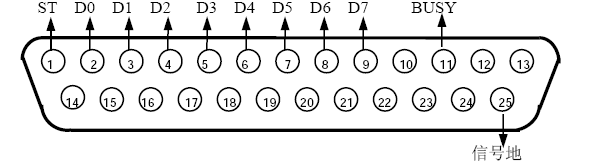 ST D0 D1 D2 D3 D4 D5 D6 D7 BUSY
1 2 3 4 5 6 7 8 9 10 11 12 13
14 15 16 17 18 19 20 21 22 23 24 25
信号地